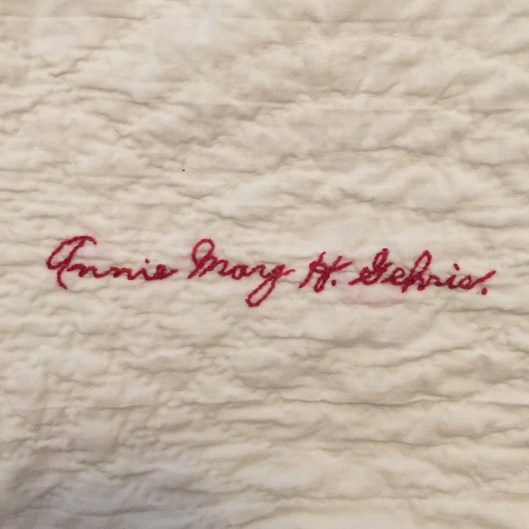 Annie Mary H. Gehris.